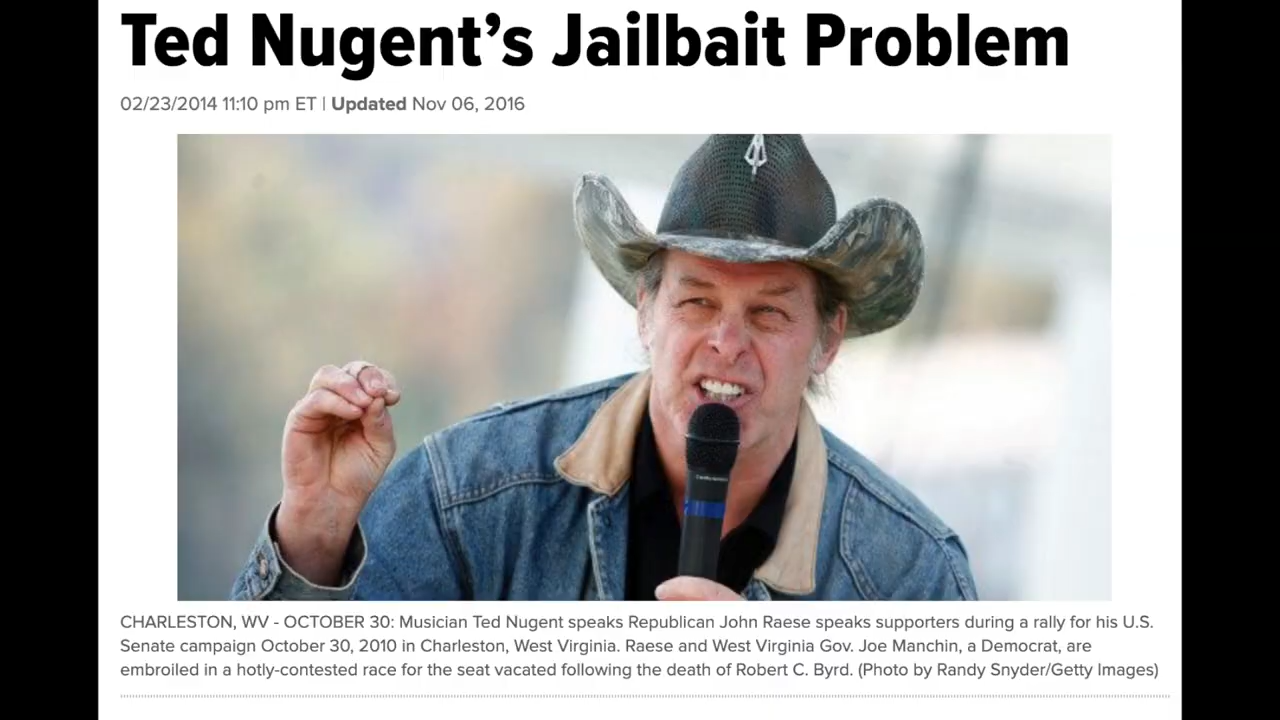 Ted Nugent’s Jailbait Problem
02/23/2014 11:10 pm ET | Updated Nov 06, 2016
CHARLESTON, WV - OCTOBER 30: Musician Ted Nugent speaks Republican John Raese speaks supporters during a rally for his U.S.
Senate campaign October 30, 2010 in Charleston, West Virginia. Raese and West Virginia Gov. Joe Manchin, a Democrat, are
embroiled in a hotly-contested race for the seat vacated following the death of Robert C. Byrd. (Photo by Randy Snyder/Getty Images)